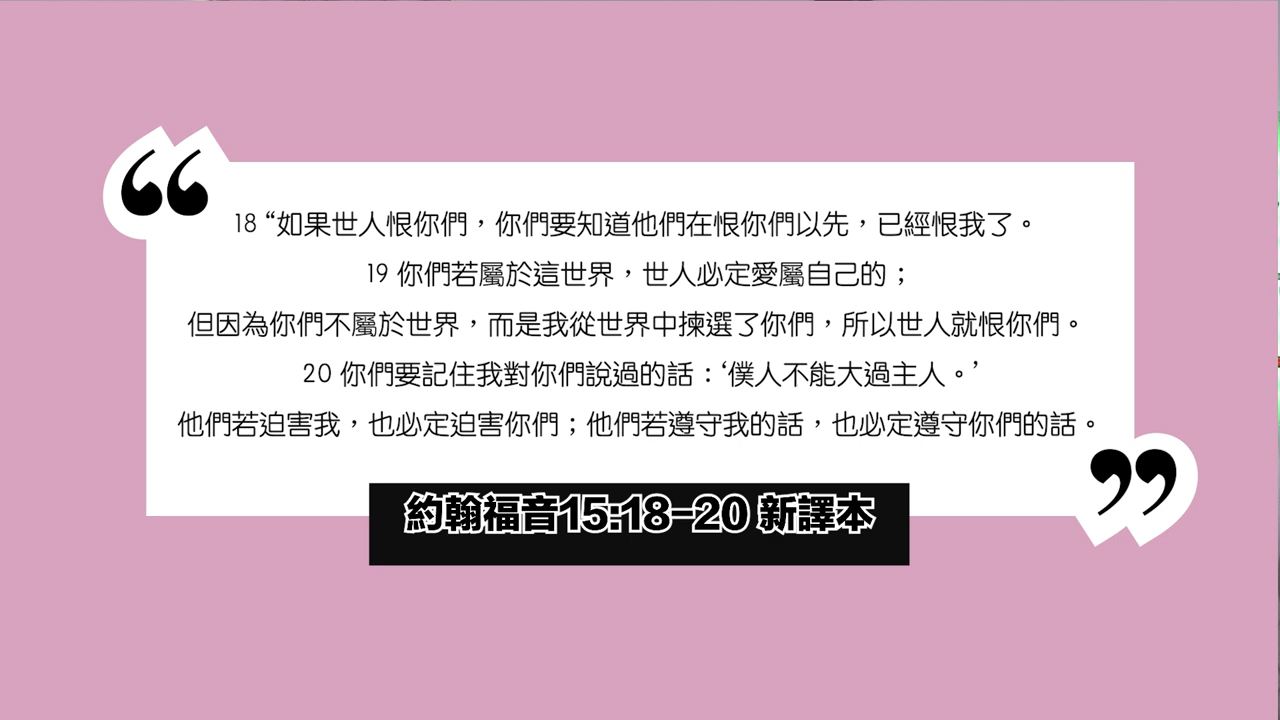 18 “如果世人恨你們，你們要知道他們在恨你們以先，已經恨我了。
19 你們若屬於這世界，世人必定愛屬自己的；
但因為你們不屬於世界，而是我從世界中揀選了你們，所以世人就恨你們。
20 你們要記住我對你們說過的話：‘僕人不能大過主人。’
他們若迫害我，也必定迫害你們；他們若遵守我的話，也必定遵守你們的話。
約翰福音15:18-20 新譯本